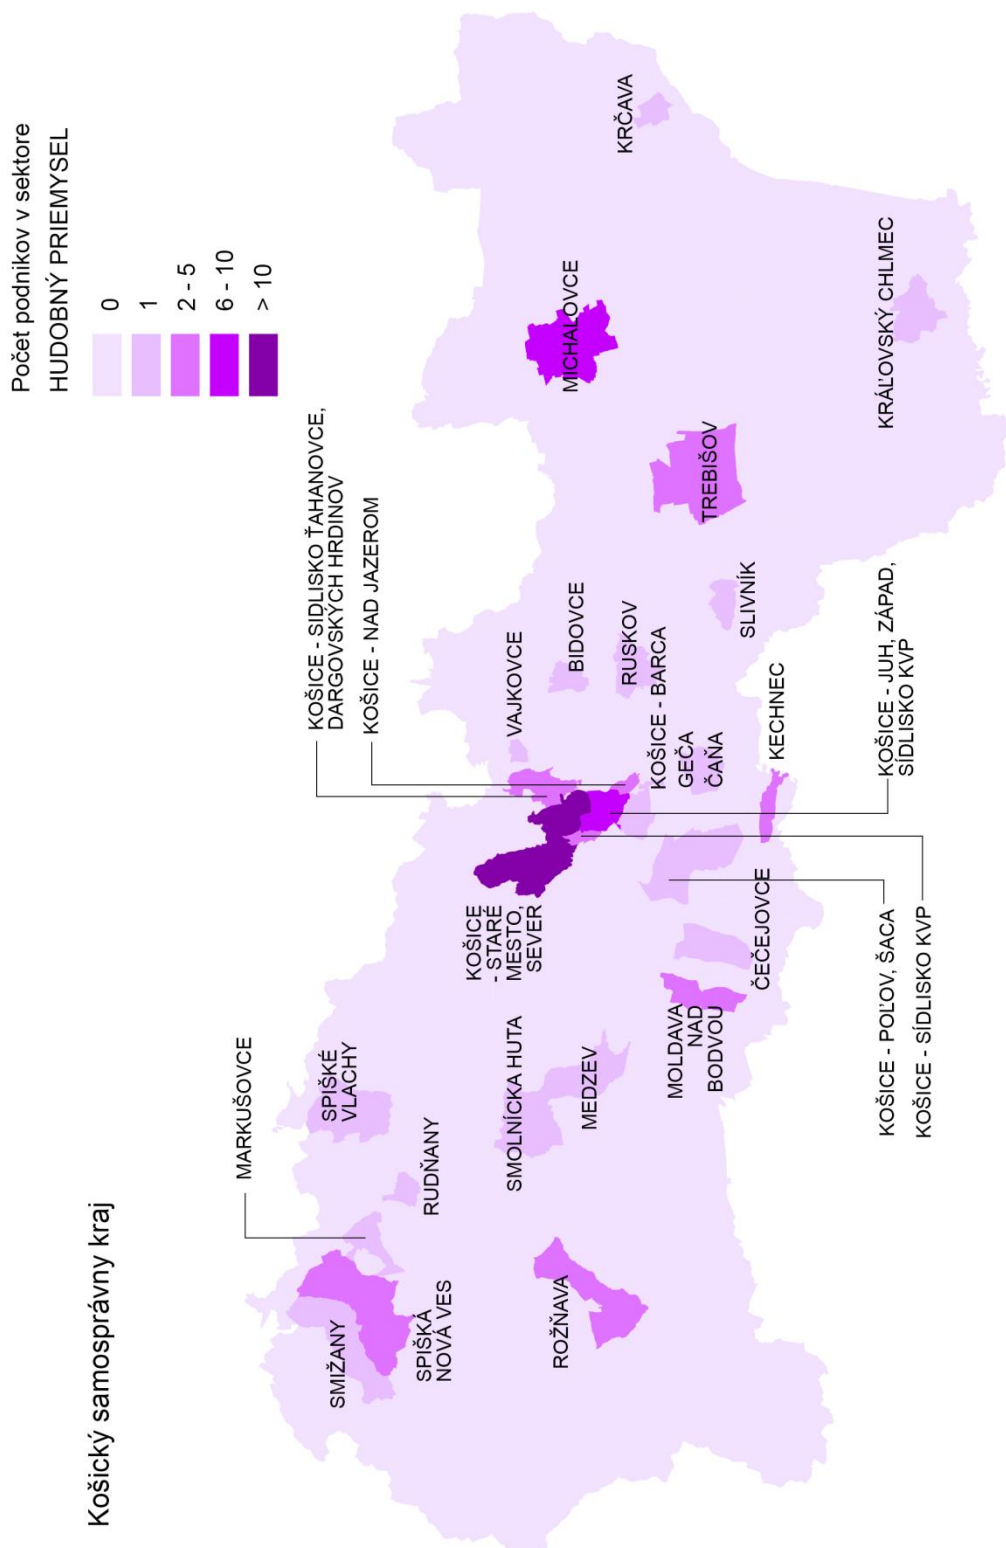 Košický samosprávny kraj
Počet podnikov v sektore
HUDOBNÝ PRIEMYSEL
0
1
2 - 5
6 - 10
> 10
MARKUŠOVCE
KOŠICE - SIDLISKO ŤAHANOVCE,
DARGOVSKÝCH HRDINOV
KOŠICE - NAD JAZEROM
SMIŽANY
SPIŠKÁ
NOVÁ VES
SPIŠKÉ
VLACHY
RUDŇANY
SMOLNÍCKA HUTA
MEDZEV
ROŽŇAVA
KOŠICE
- STARÉ
MESTO,
SEVER
VAJKOVCE
BIDOVCE
RUSKOV
KOŠICE - BARCA
GEČA
ČAŇA
KECHNEC
SLIVNÍK
TREBIŠOV
MICHALOVCE
KRČAVA
KRÁĽOVSKÝ CHLMEC
MOLDAVA
NAD
BODVOU
ČEČEJOVCE
KOŠICE - JUH, ZÁPAD,
SÍDLISKO KVP
KOŠICE - POĽOV, ŠACA
KOŠICE - SÍDLISKO KVP